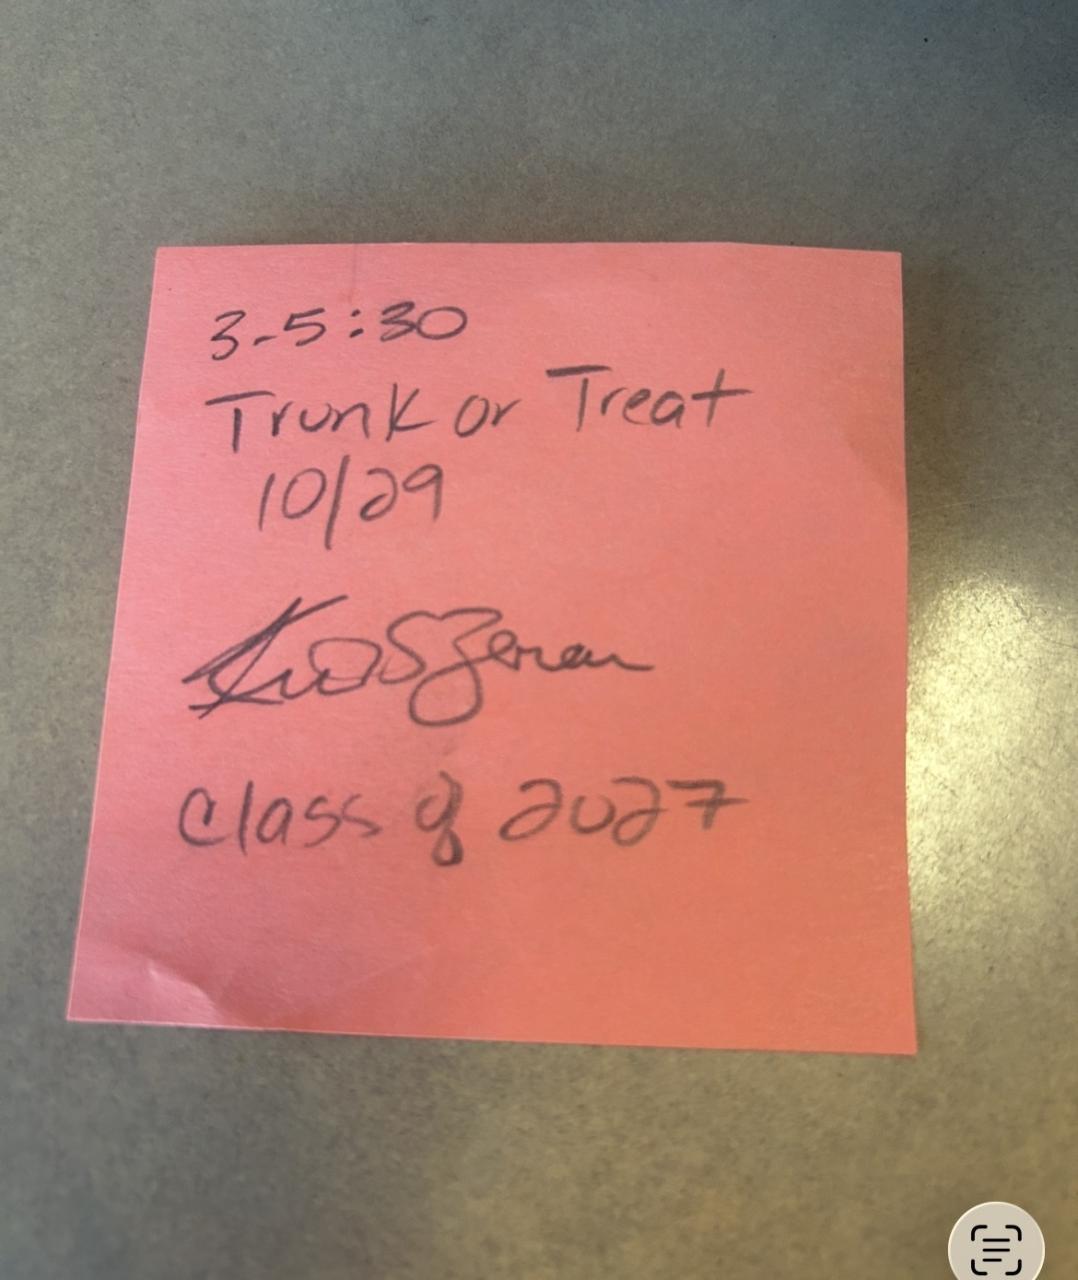 3-5:30
Trunk or Treat
10/29
Class of 2027